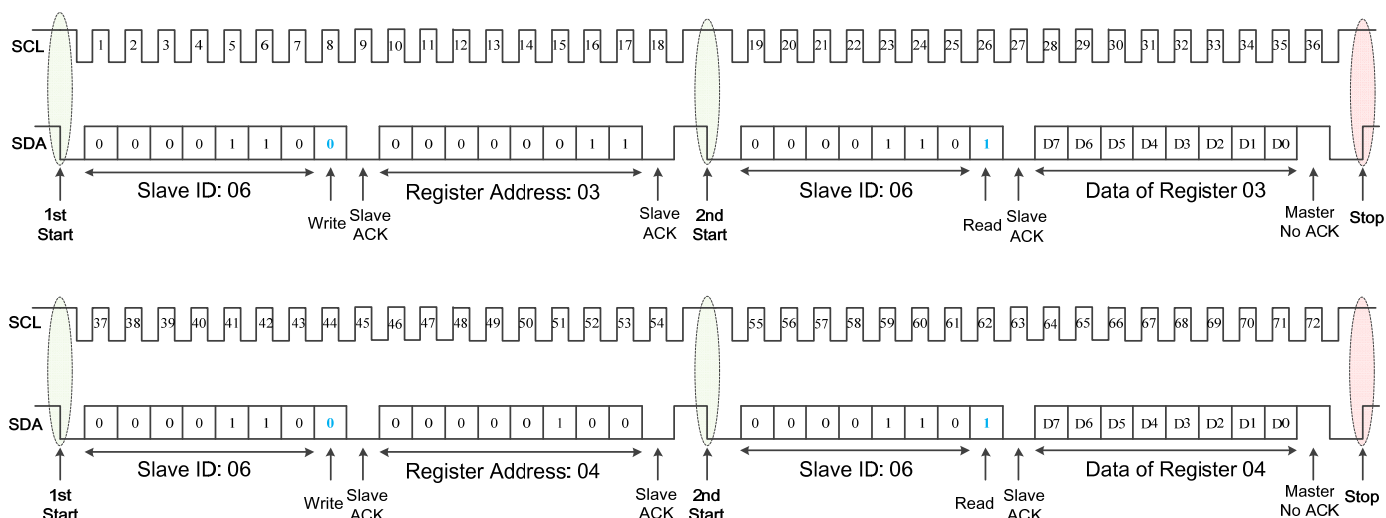 SCL 1 2 3 4 5 6 7 8 9 10 11 12 13 14 15 16 17 18 19 20 21 22 23 24 25 26 27 28 29 30 31 32 33 34 35 36
SDA 0 0 0 0 1 1 0 0 0 0 0 0 0 0 1 1 0 0 0 0 1 1 0 1 D7 D6 D5 D4 D3 D2 D1 D0
Slave ID: 06 Register Address: 03 Slave ID: 06 Data of Register 03
1st Start Write Slave ACK Slave ACK 2nd Start Read Slave ACK Master No ACK Stop
SCL 37 38 39 40 41 42 43 44 45 46 47 48 49 50 51 52 53 54 55 56 57 58 59 60 61 62 63 64 65 66 67 68 69 70 71 72
SDA 0 0 0 0 1 1 0 0 0 0 0 0 0 1 0 0 0 0 0 0 1 1 0 1 D7 D6 D5 D4 D3 D2 D1 D0
Slave ID: 06 Register Address: 04 Slave ID: 06 Data of Register 04
1st Start Write Slave ACK Slave ACK 2nd Start Read Slave ACK Master No ACK Stop